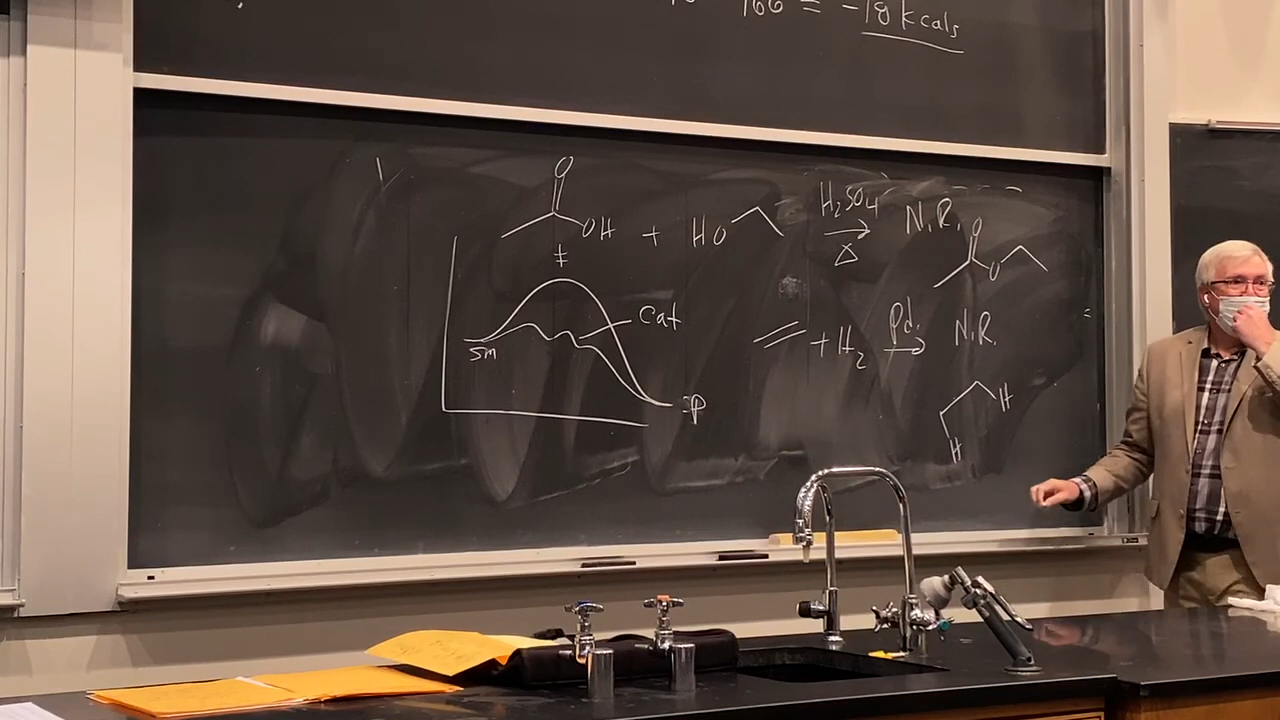 166 = -18 kcals
O
OH + HO H₂SO₄ Δ N.R.
O
O
‡
Cat
sm
P
+ H₂ Pd. N.R.
H
H